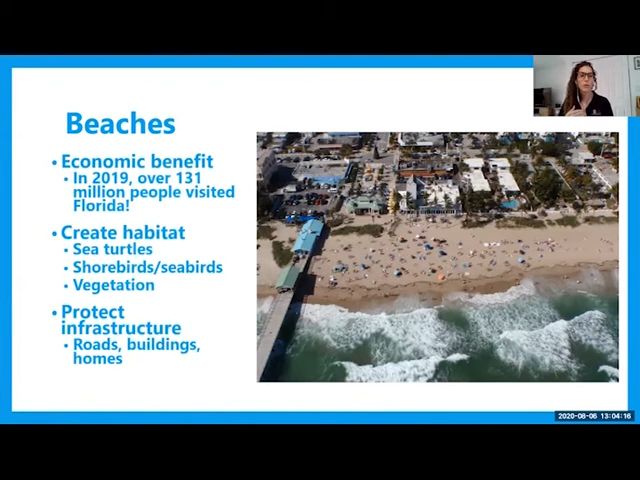 Beaches
• Economic benefit
• In 2019, over 131
million people visited
Florida!
• Create habitat
• Sea turtles
• Shorebirds/seabirds
• Vegetation
• Protect
infrastructure
• Roads, buildings,
homes
2020-08-06 13:04:16